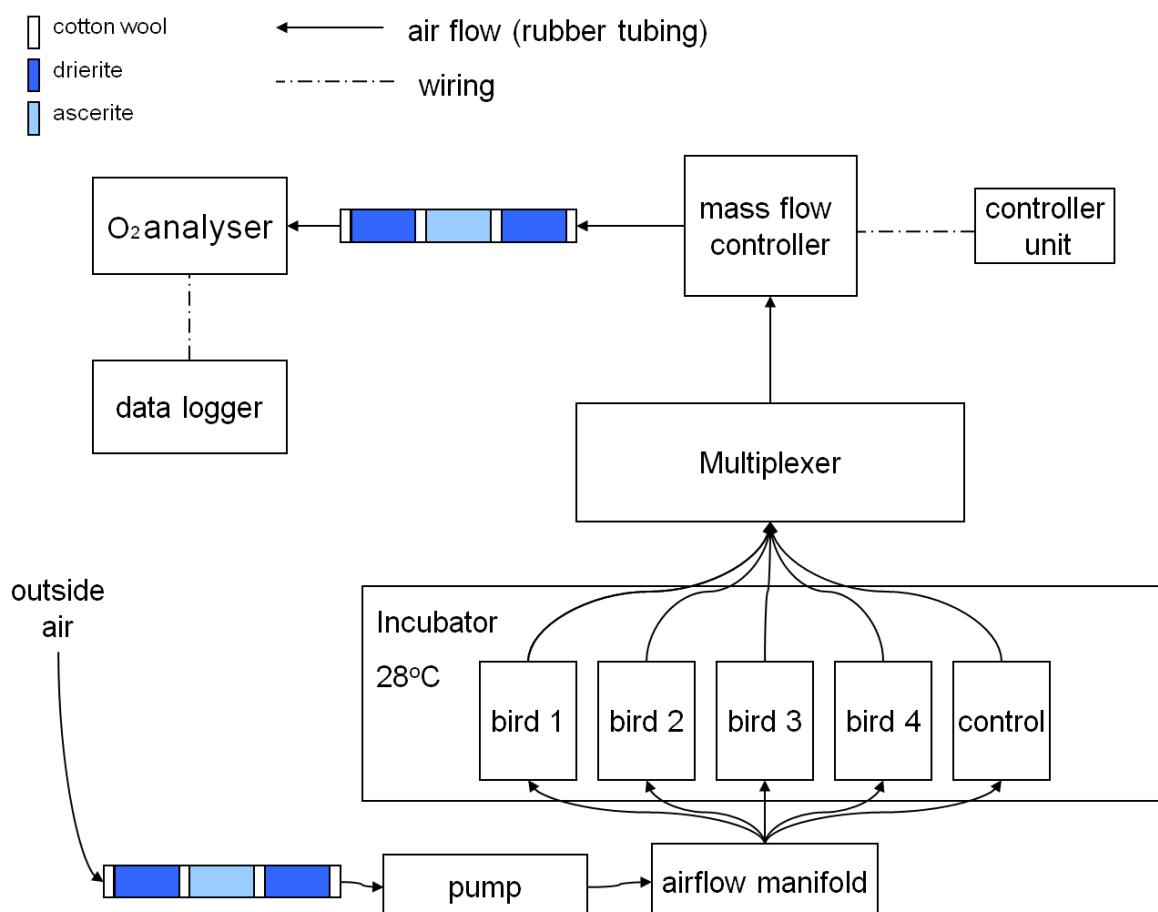 cotton wool
drierite
ascerite
air flow (rubber tubing)
wiring
O₂ analyser
mass flow
controller
controller
unit
data logger
Multiplexer
outside
air
Incubator
28°C
bird 1
bird 2
bird 3
bird 4
control
pump
airflow manifold